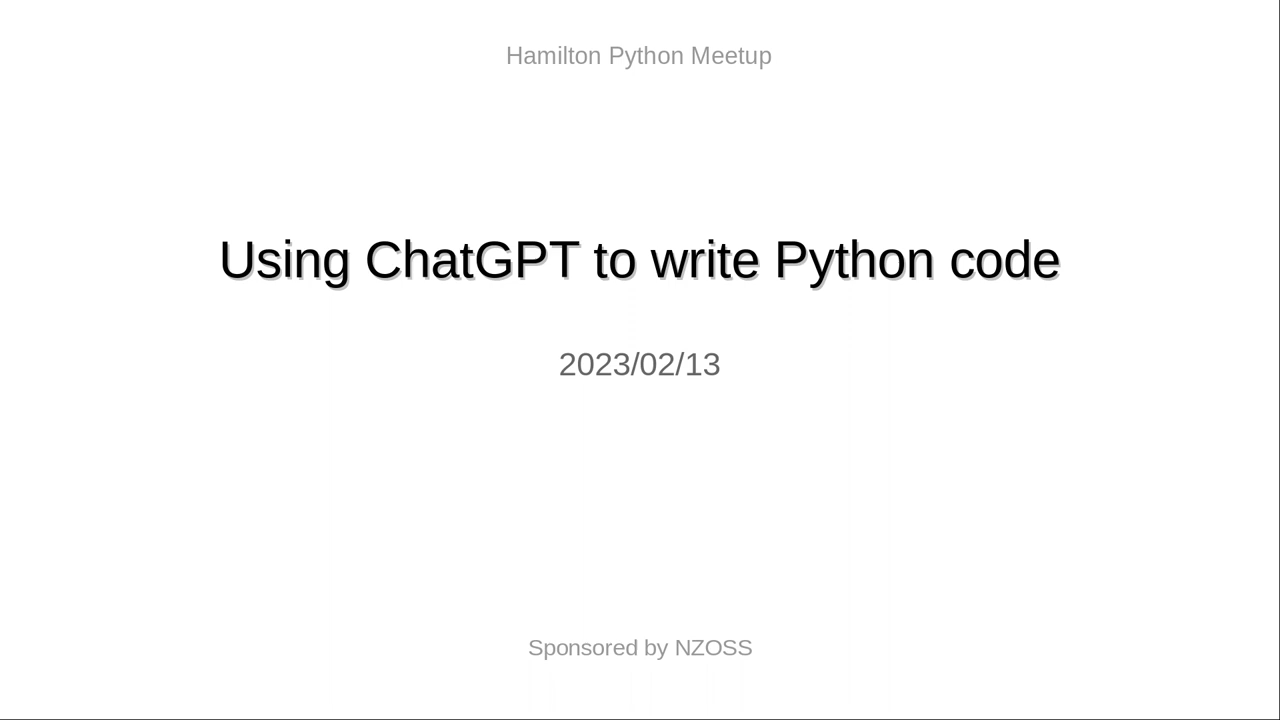 Hamilton Python Meetup
Using ChatGPT to write Python code
2023/02/13
Sponsored by NZOSS